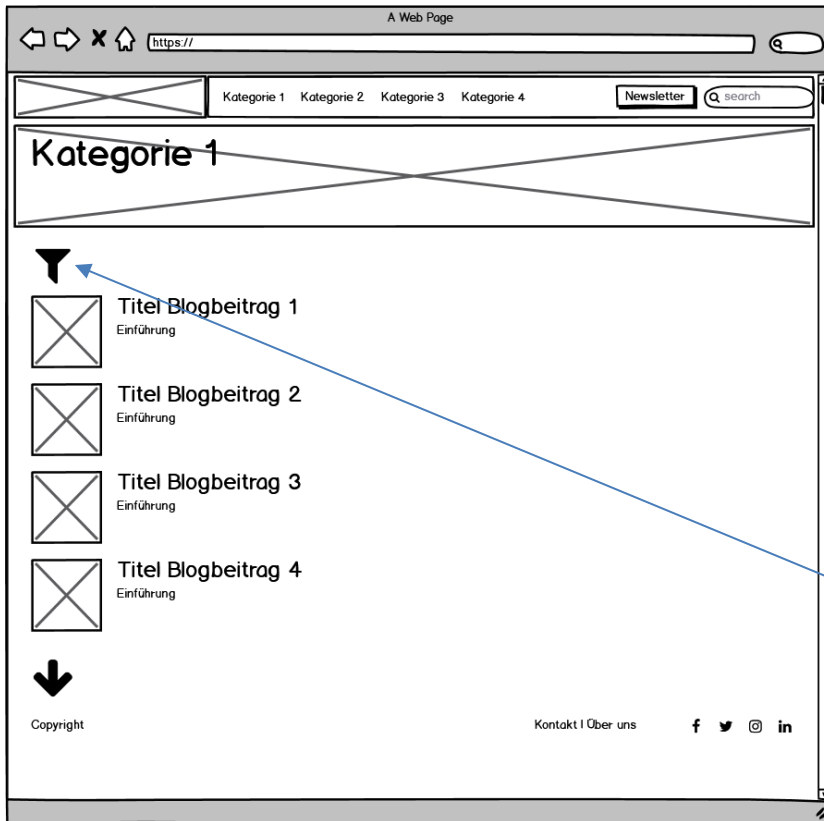 A Web Page
https://
Kategorie 1 Kategorie 2 Kategorie 3 Kategorie 4 Newsletter search
Kategorie 1
Titel Blogbeitrag 1
Einführung
Titel Blogbeitrag 2
Einführung
Titel Blogbeitrag 3
Einführung
Titel Blogbeitrag 4
Einführung
Copyright Kontakt | Über uns